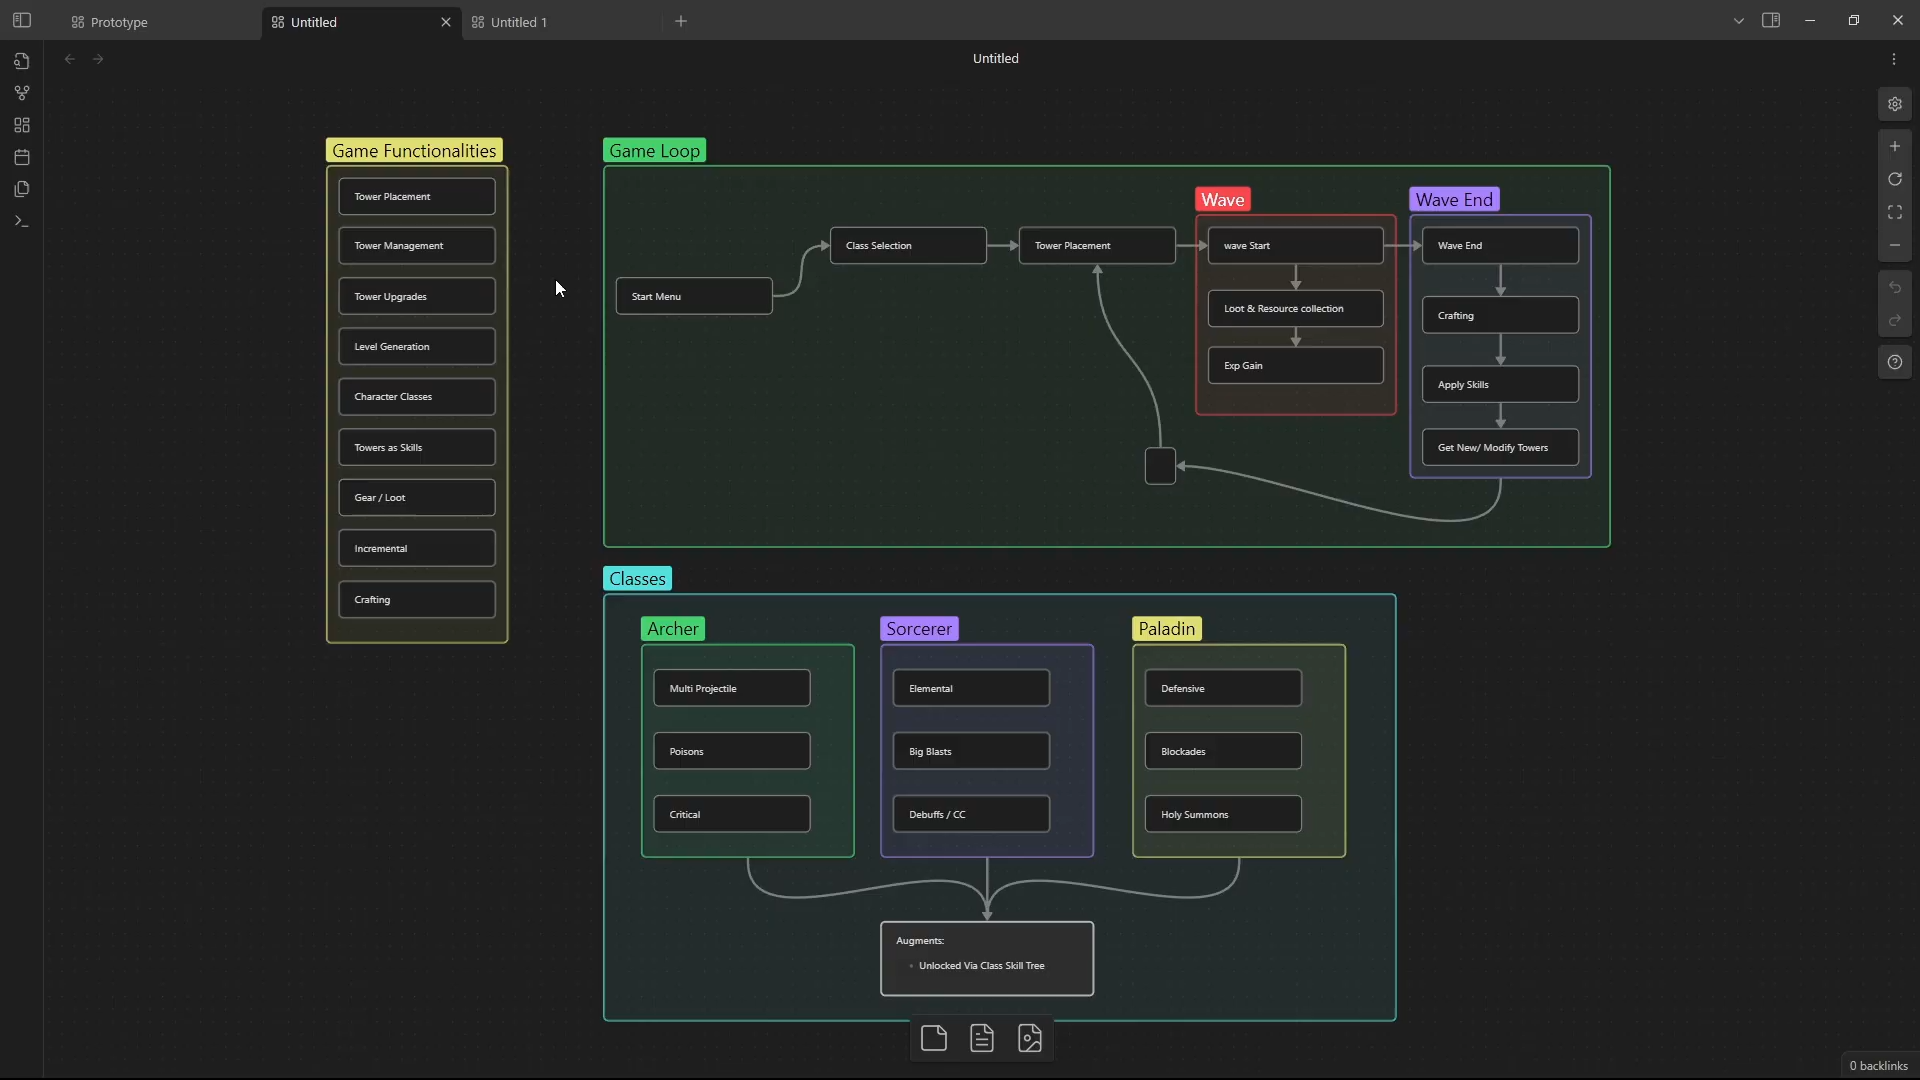 Prototype
Untitled
Untitled 1
Untitled
Game Functionalities
Tower Placement
Tower Management
Tower Upgrades
Level Generation
Character Classes
Towers as Skills
Gear / Loot
Incremental
Crafting
Game Loop
Start Menu
Class Selection
Tower Placement
Wave
wave Start
Loot & Resource collection
Exp Gain
Wave End
Wave End
Crafting
Apply Skills
Get New/ Modify Towers
Classes
Archer
Multi Projectile
Poisons
Critical
Sorcerer
Elemental
Big Blasts
Debuffs / CC
Paladin
Defensive
Blockades
Holy Summons
Augments:
• Unlocked Via Class Skill Tree
0 backlinks